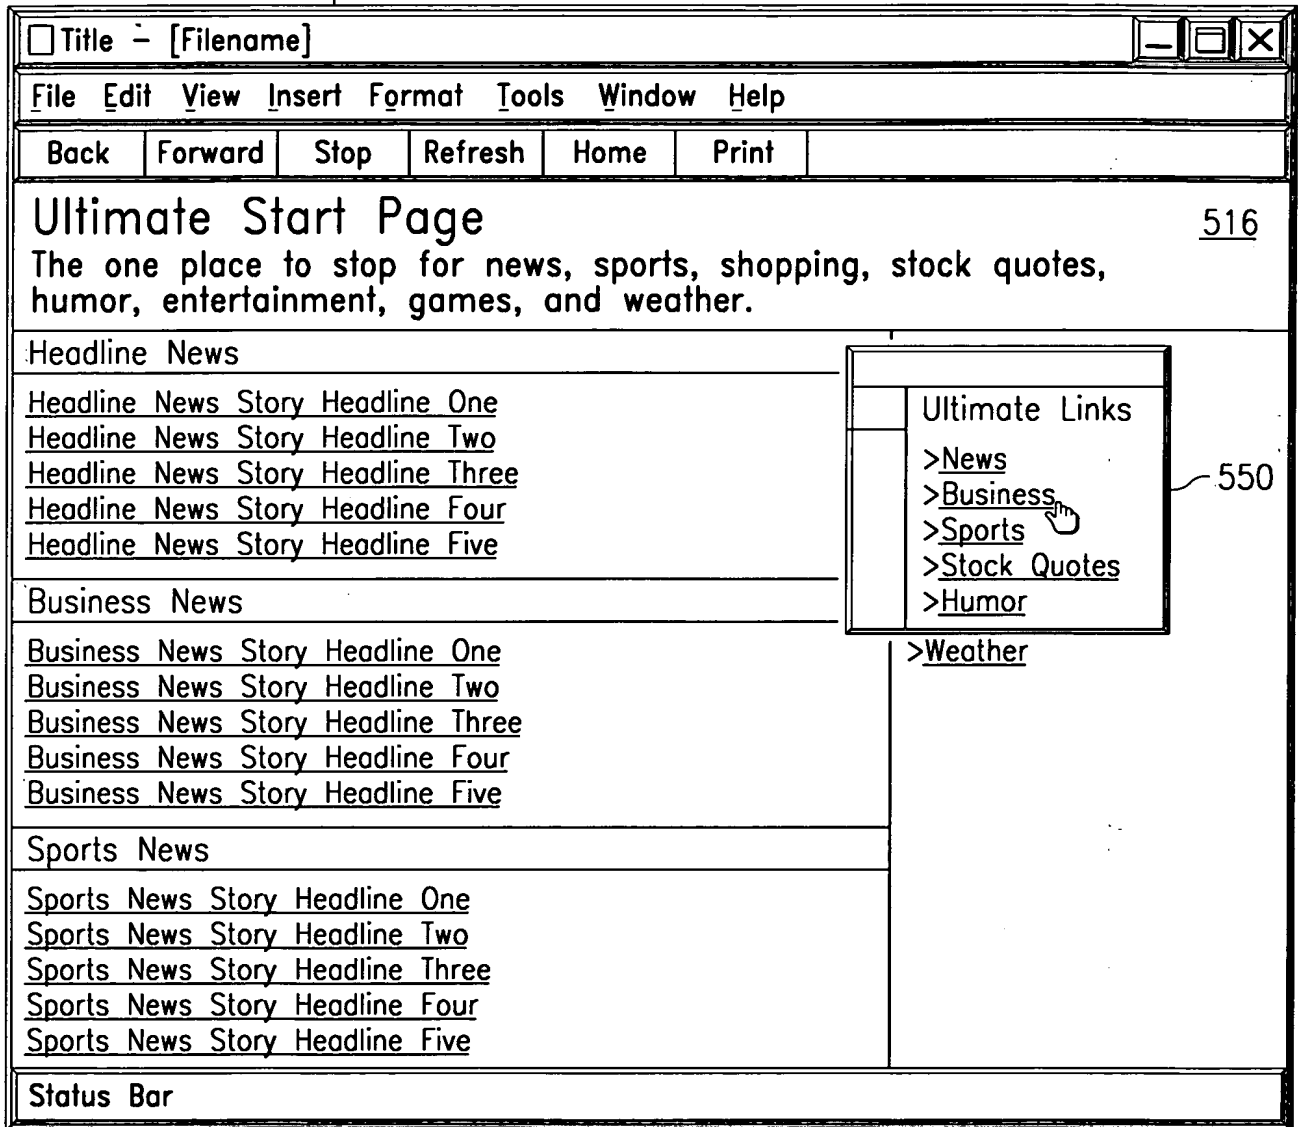 Title - [Filename]
File Edit View Insert Format Tools Window Help
Back Forward Stop Refresh Home Print
Ultimate Start Page
516
The one place to stop for news, sports, shopping, stock quotes,
humor, entertainment, games, and weather.
Headline News
Headline News Story Headline One
Headline News Story Headline Two
Headline News Story Headline Three
Headline News Story Headline Four
Headline News Story Headline Five
Ultimate Links
>News
>Business
>Sports
>Stock Quotes
>Humor
550
>Weather
Business News
Business News Story Headline One
Business News Story Headline Two
Business News Story Headline Three
Business News Story Headline Four
Business News Story Headline Five
Sports News
Sports News Story Headline One
Sports News Story Headline Two
Sports News Story Headline Three
Sports News Story Headline Four
Sports News Story Headline Five
Status Bar